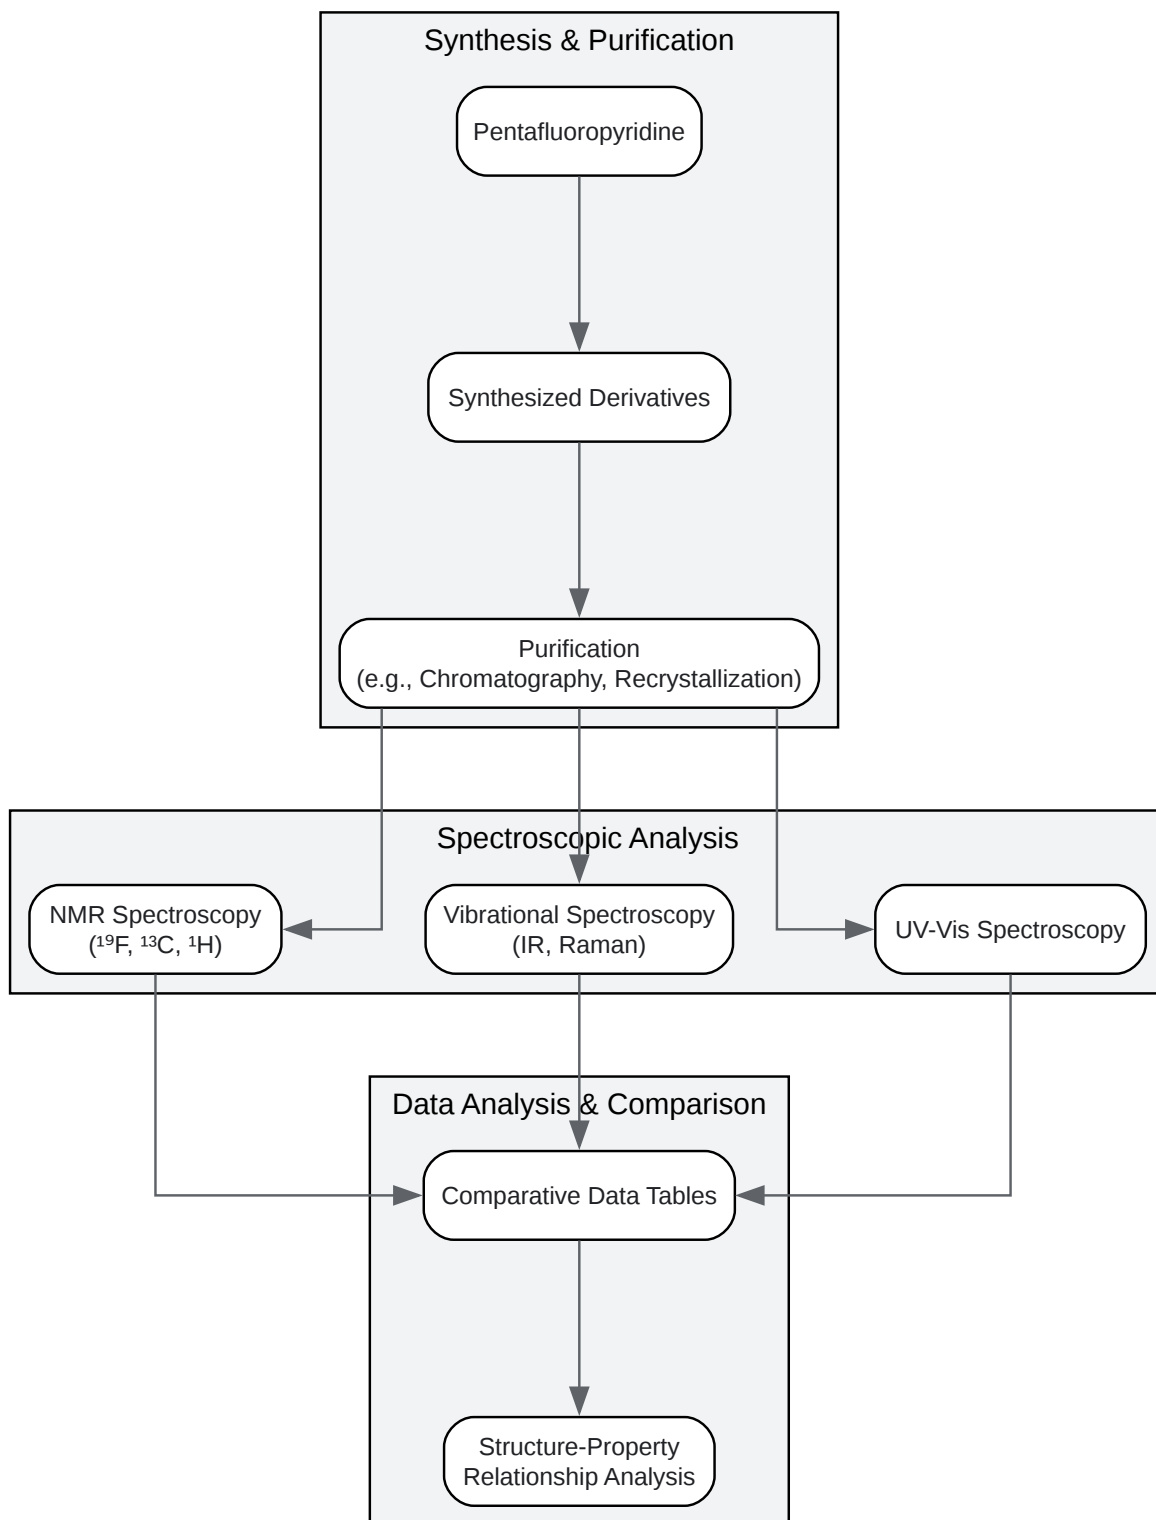 Synthesis & Purification
Pentafluoropyridine
Synthesized Derivatives
Purification
(e.g., Chromatography, Recrystallization)
Spectroscopic Analysis
NMR Spectroscopy
(¹⁹F, ¹³C, ¹H)
Vibrational Spectroscopy
(IR, Raman)
UV-Vis Spectroscopy
Data Analysis & Comparison
Comparative Data Tables
Structure-Property
Relationship Analysis